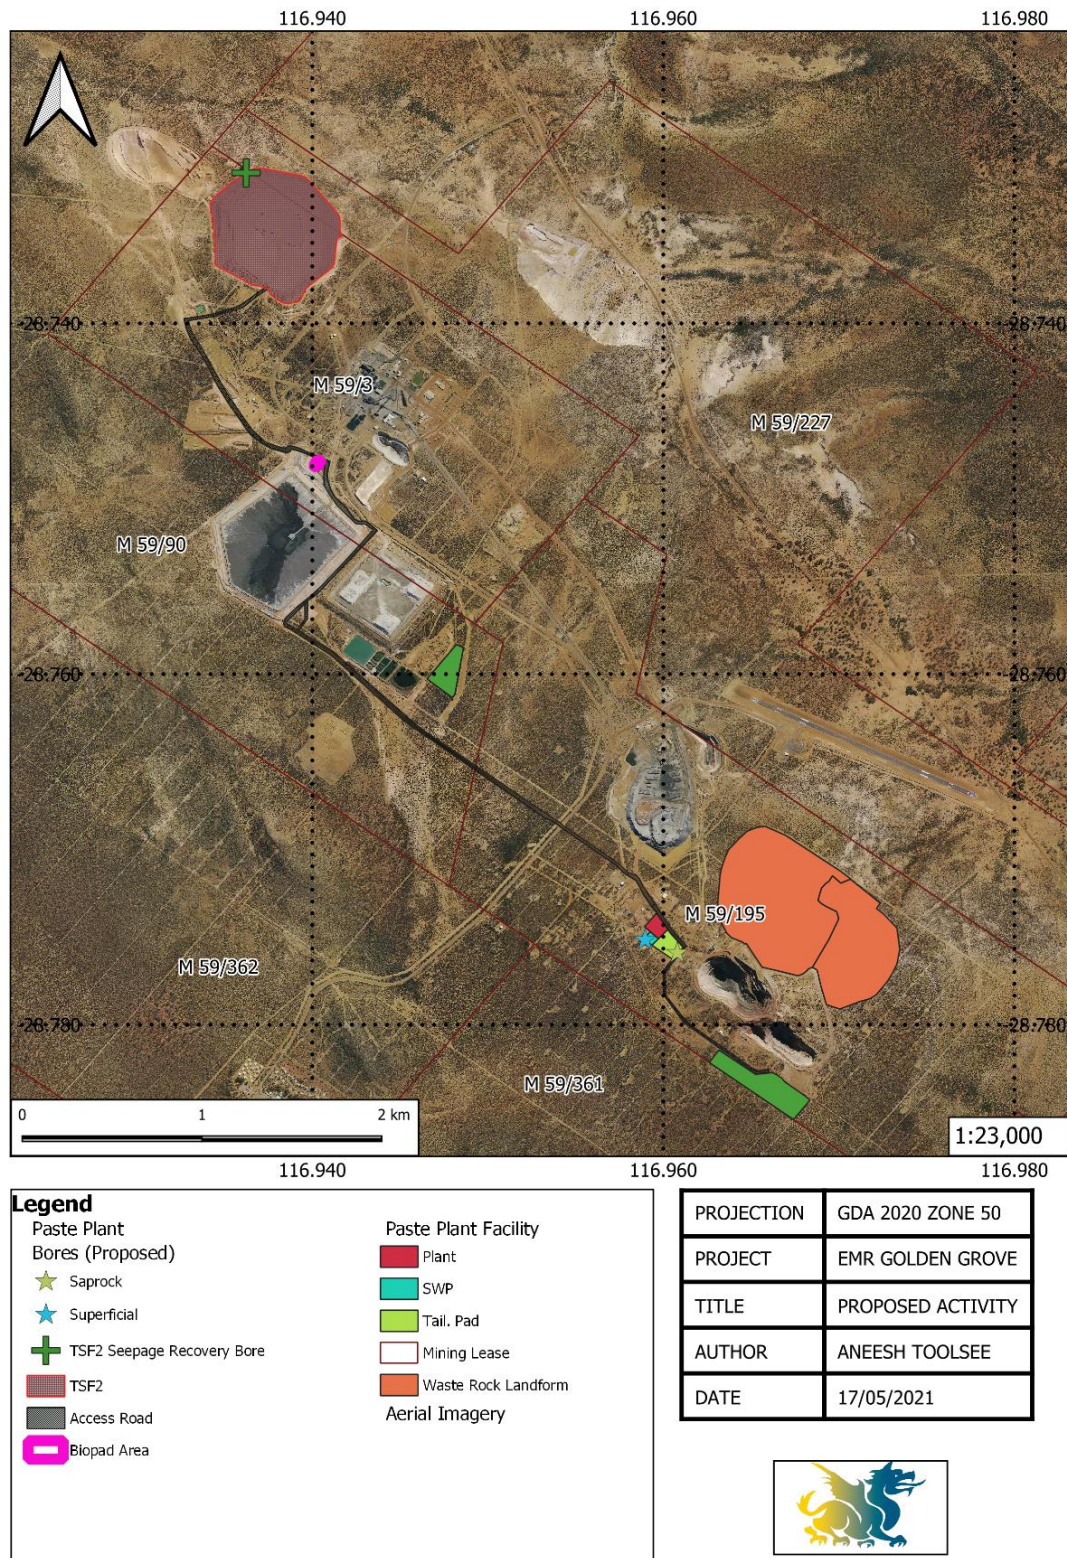 116.940 116.960 116.980
-28.740 -28.740
M 59/3
M 59/227
M 59/90
-28.760 -28.760
M 59/195
M 59/362
-28.780 -28.780
M 59/361
0 1 2 km
1:23,000
116.940 116.960 116.980
Legend
Paste Plant
Bores (Proposed)
Saprock
Superficial
TSF2 Seepage Recovery Bore
TSF2
Access Road
Biopad Area
Paste Plant Facility
Plant
SWP
Tail. Pad
Mining Lease
Waste Rock Landform
Aerial Imagery
PROJECTION GDA 2020 ZONE 50
PROJECT EMR GOLDEN GROVE
TITLE PROPOSED ACTIVITY
AUTHOR ANEESH TOOLSEE
DATE 17/05/2021